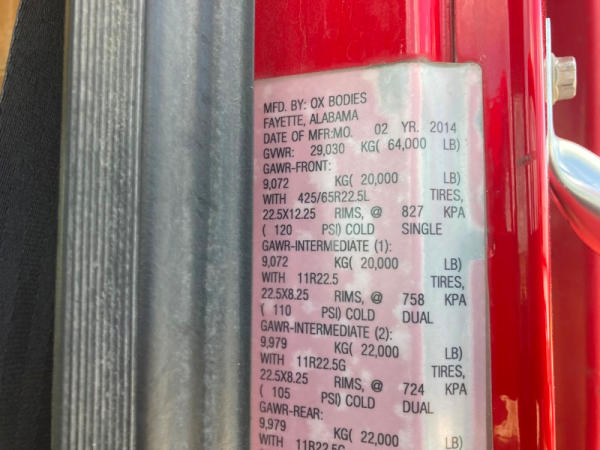 MFD. BY: OX BODIES
FAYETTE, ALABAMA
DATE OF MFR:MO. 02 YR. 2014
GVWR: 29,030 KG( 64,000 LB)
GAWR-FRONT:
9,072 KG( 20,000 LB)
WITH 425/65R22.5L TIRES,
22.5X12.25 RIMS, @ 827 KPA
( 120 PSI) COLD SINGLE
GAWR-INTERMEDIATE (1):
9,072 KG( 20,000 LB)
WITH 11R22.5 TIRES,
22.5X8.25 RIMS, @ 758 KPA
( 110 PSI) COLD DUAL
GAWR-INTERMEDIATE (2):
9,979 KG( 22,000 LB)
WITH 11R22.5G TIRES,
22.5X8.25 RIMS, @ 724 KPA
( 105 PSI) COLD DUAL
GAWR-REAR:
9,979 KG( 22,000 LB)
WITH 11R22.5G